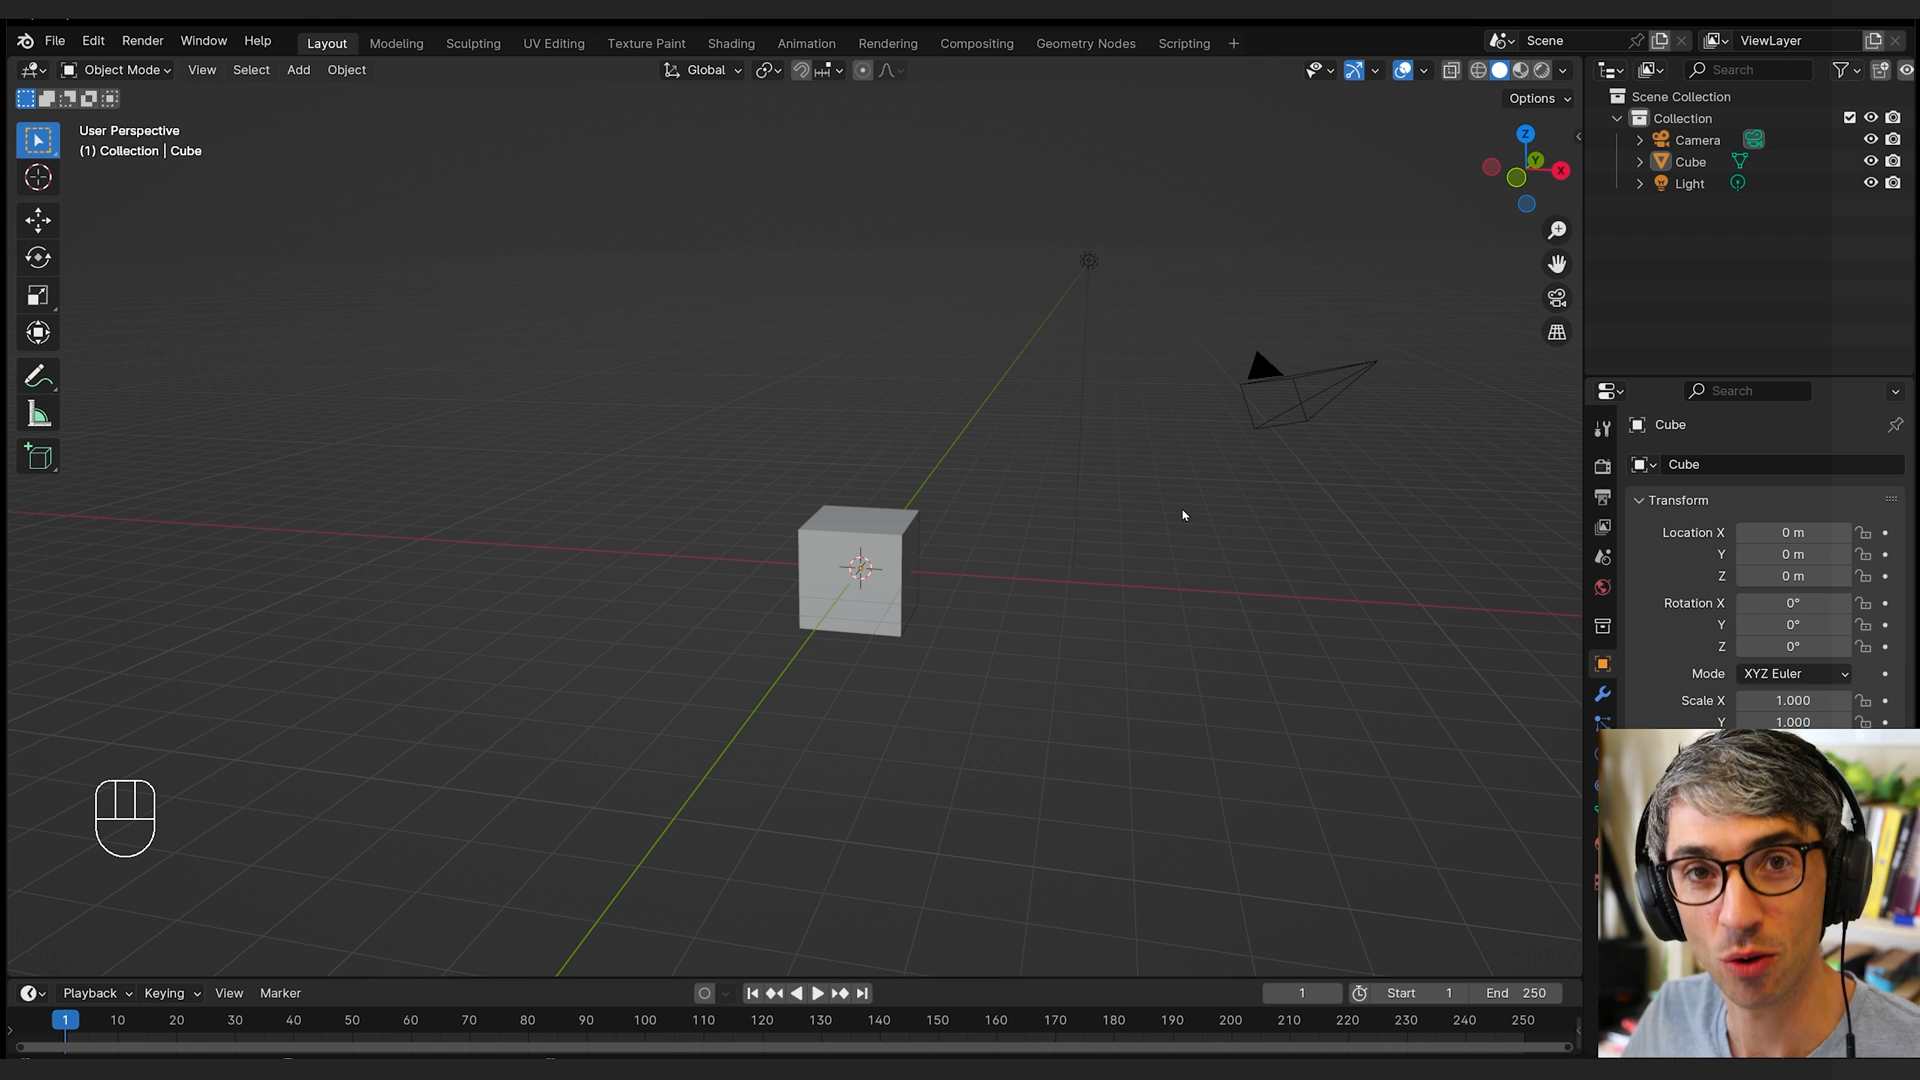 File Edit Render Window Help Layout Modeling Sculpting UV Editing Texture Paint Shading Animation Rendering Compositing Geometry Nodes Scripting + Scene ViewLayer
Object Mode View Select Add Object Global Search
Options
User Perspective
(1) Collection | Cube
Z
Y
X
Scene Collection
Collection
Camera
Cube
Light
Search
Cube
Cube
Transform
Location X 0 m
Y 0 m
Z 0 m
Rotation X 0°
Y 0°
Z 0°
Mode XYZ Euler
Scale X 1.000
Y 1.000
Playback Keying View Marker 1 Start 1 End 250
1 10 20 30 40 50 60 70 80 90 100 110 120 130 140 150 160 170 180 190 200 210 220 230 240 250